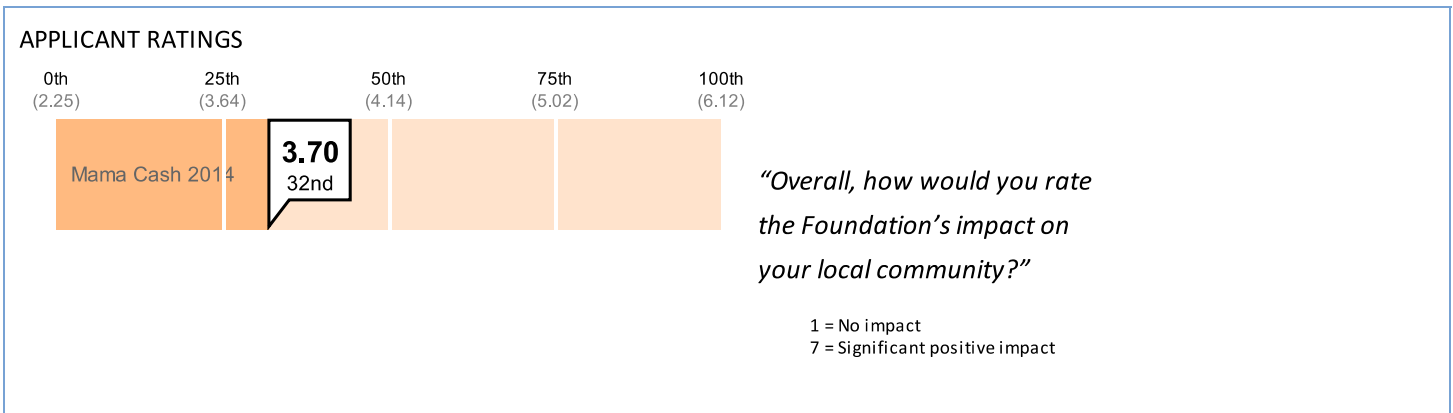 APPLICANT RATINGS
0th 25th 50th 75th 100th
(2.25) (3.64) (4.14) (5.02) (6.12)
Mama Cash 2014
3.70
32nd
“Overall, how would you rate
the Foundation’s impact on
your local community?”
1 = No impact
7 = Significant positive impact